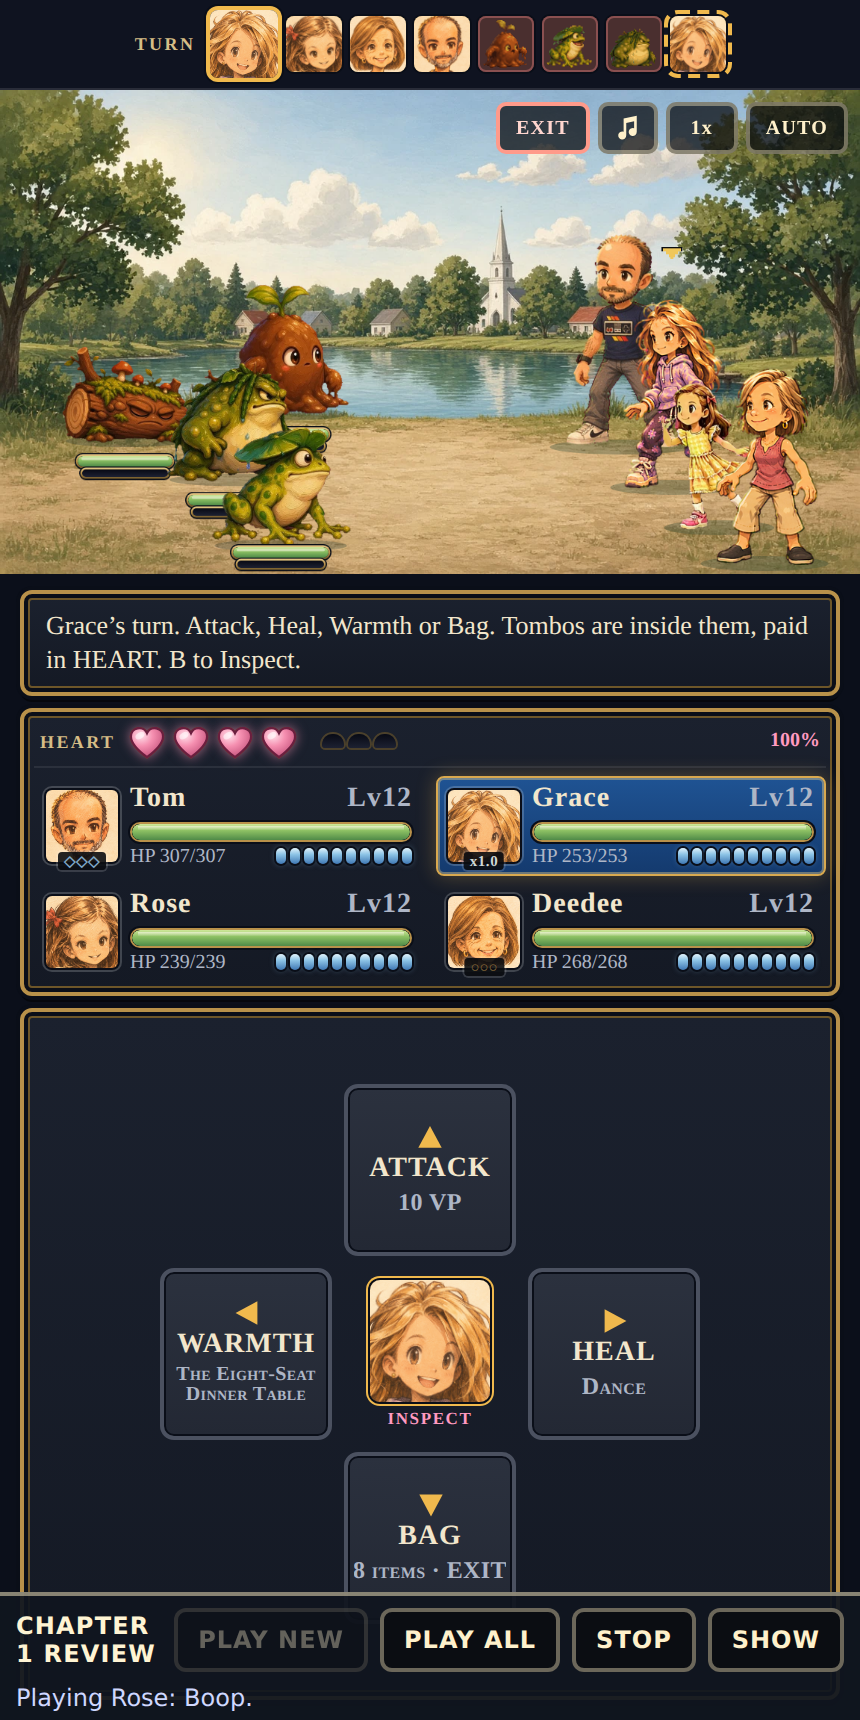 TURN
EXIT
1x
AUTO
Grace’s turn. Attack, Heal, Warmth or Bag. Tombos are inside them, paid
in HEART. B to Inspect.
HEART
100%
Tom Lv12
HP 307/307
Grace Lv12
x1.0
HP 253/253
Rose Lv12
HP 239/239
Deedee Lv12
HP 268/268
ATTACK
10 VP
WARMTH
The Eight-Seat
Dinner Table
INSPECT
HEAL
Dance
BAG
8 items · EXIT
CHAPTER
1 REVIEW
PLAY NEW
PLAY ALL
STOP
SHOW
Playing Rose: Boop.